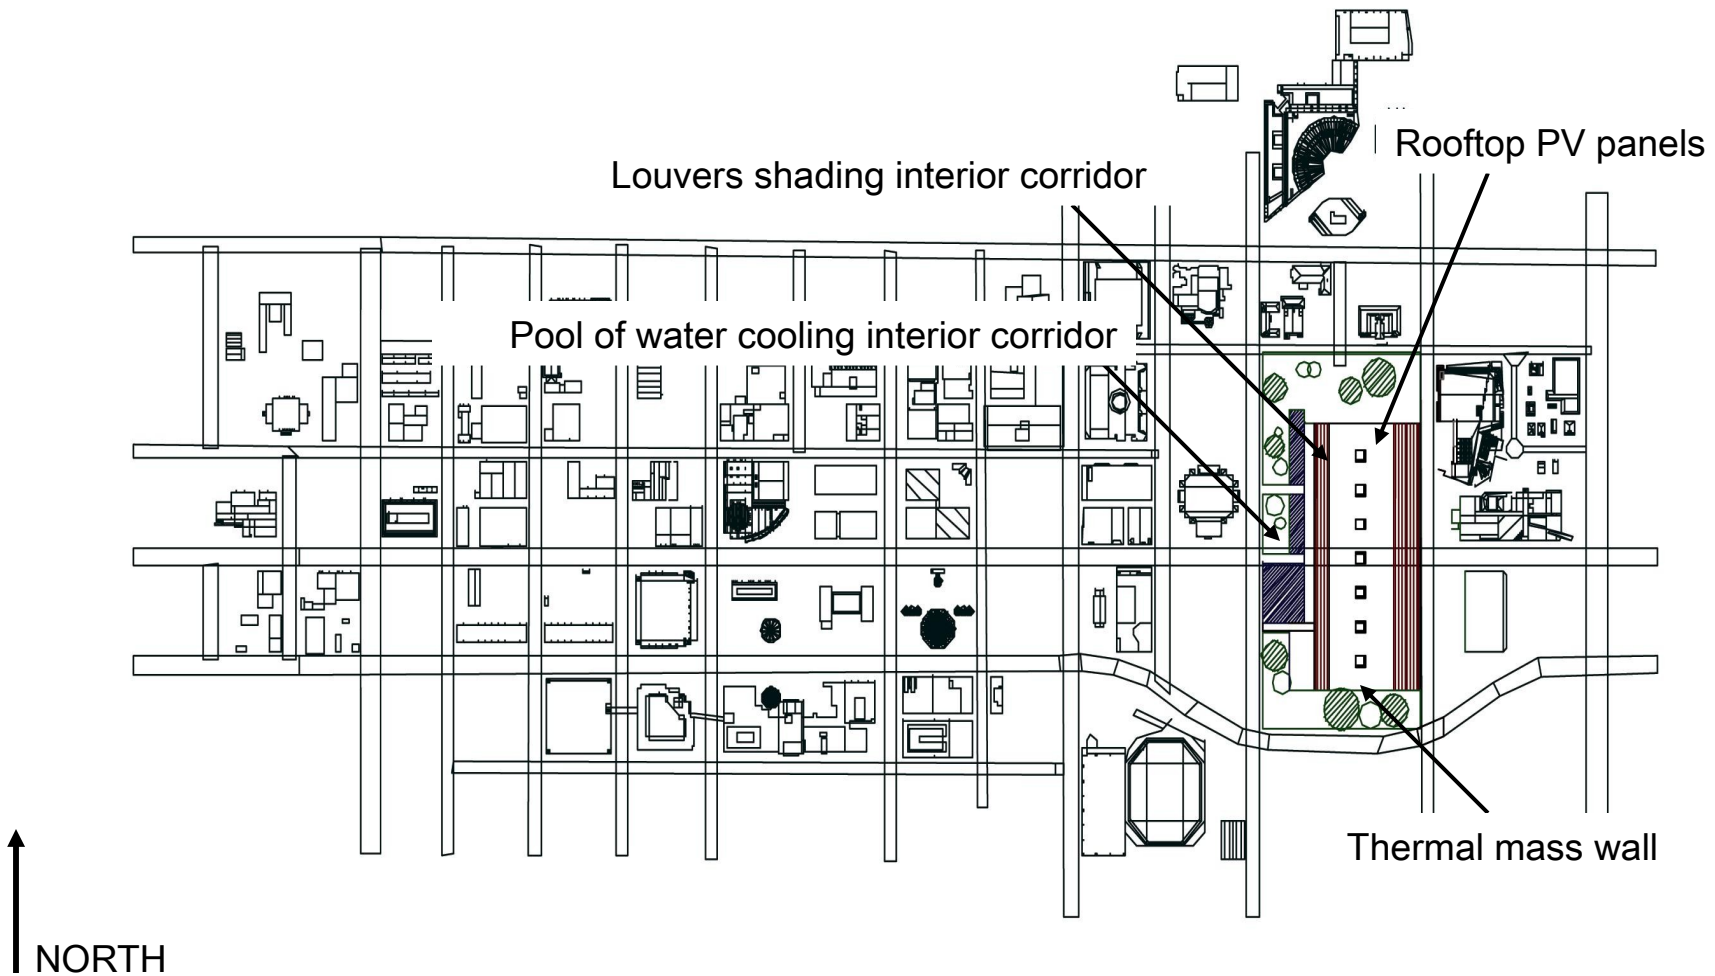 Rooftop PV panels
Louvers shading interior corridor
Pool of water cooling interior corridor
Thermal mass wall
NORTH